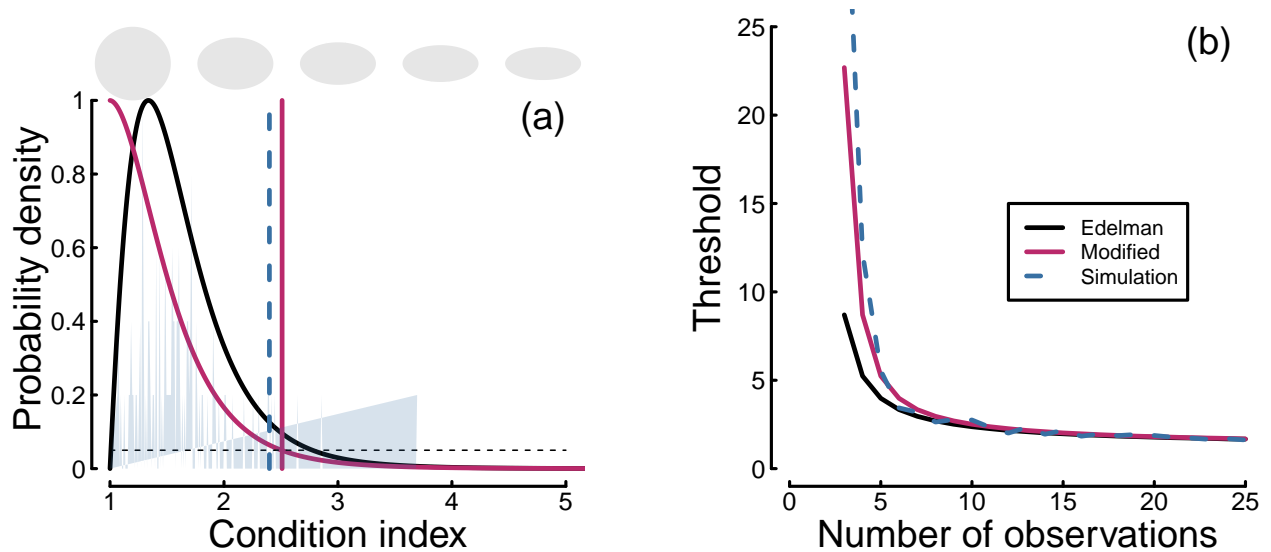 (a)
Probability density
1
0.8
0.6
0.4
0.2
0
1 2 3 4 5
Condition index
(b)
Threshold
25
20
15
10
5
0
Edelman
Modified
Simulation
0 5 10 15 20 25
Number of observations